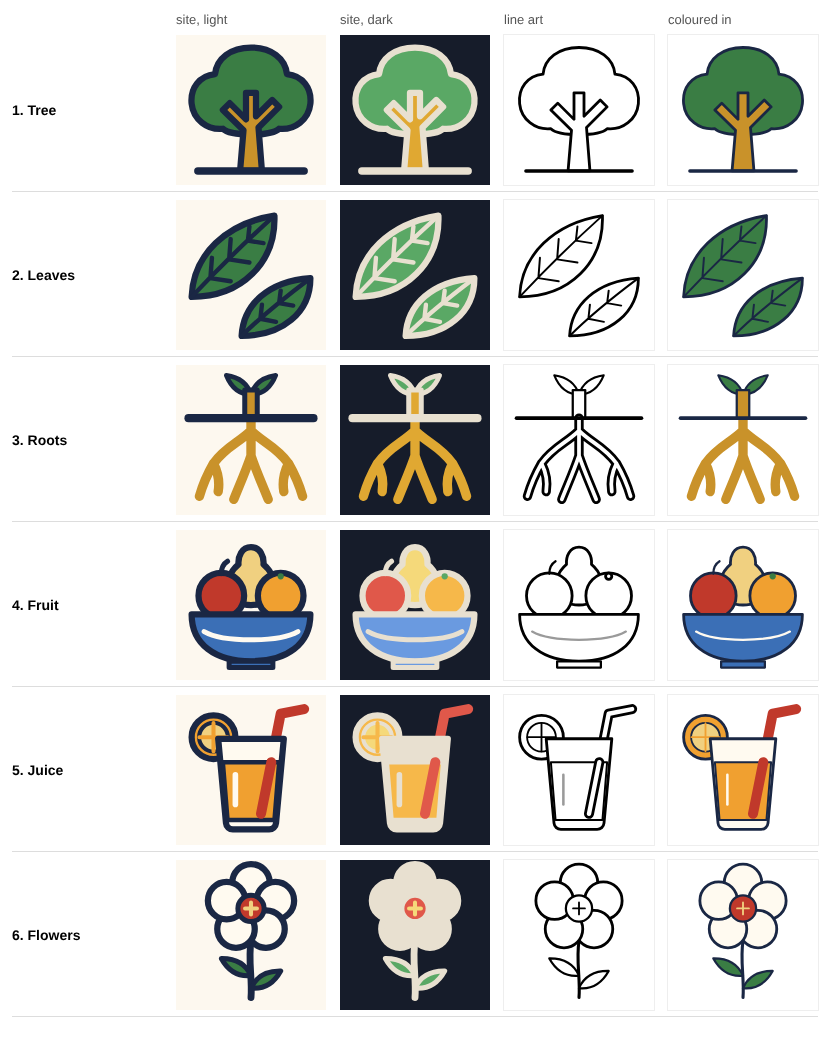 site, light
site, dark
line art
coloured in
1. Tree
2. Leaves
3. Roots
4. Fruit
5. Juice
6. Flowers